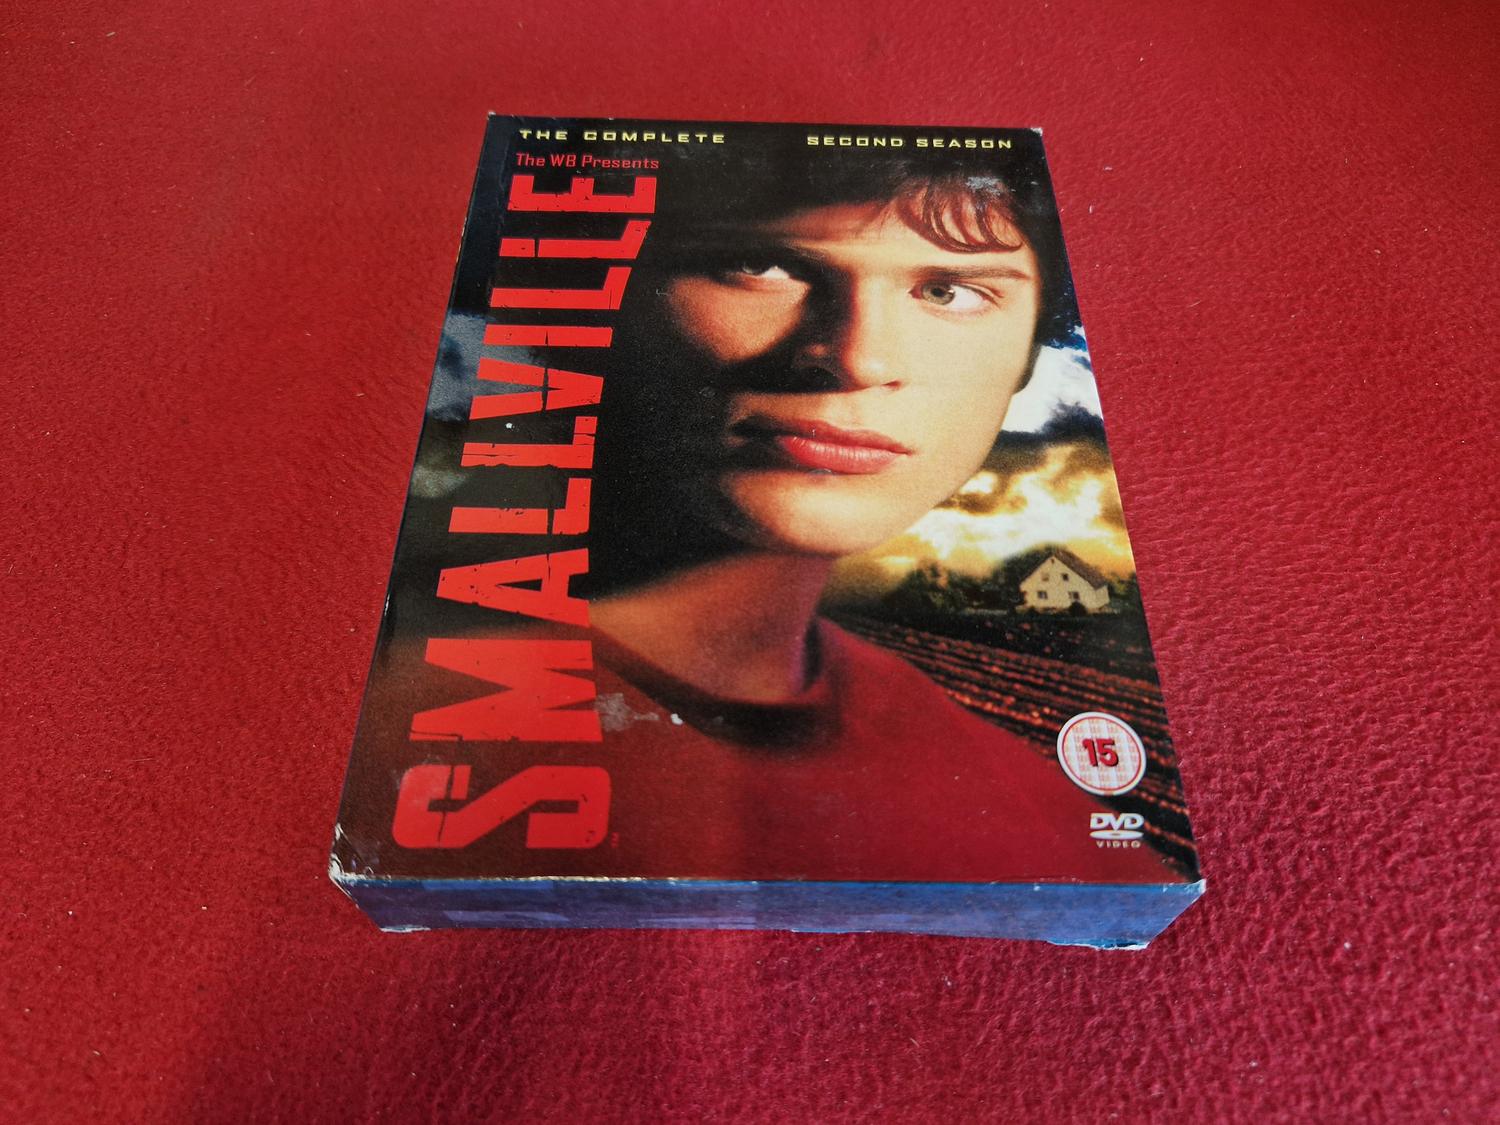 THE COMPLETE SECOND SEASON
The WB Presents
SMALLVILLE
15
DVD
VIDEO